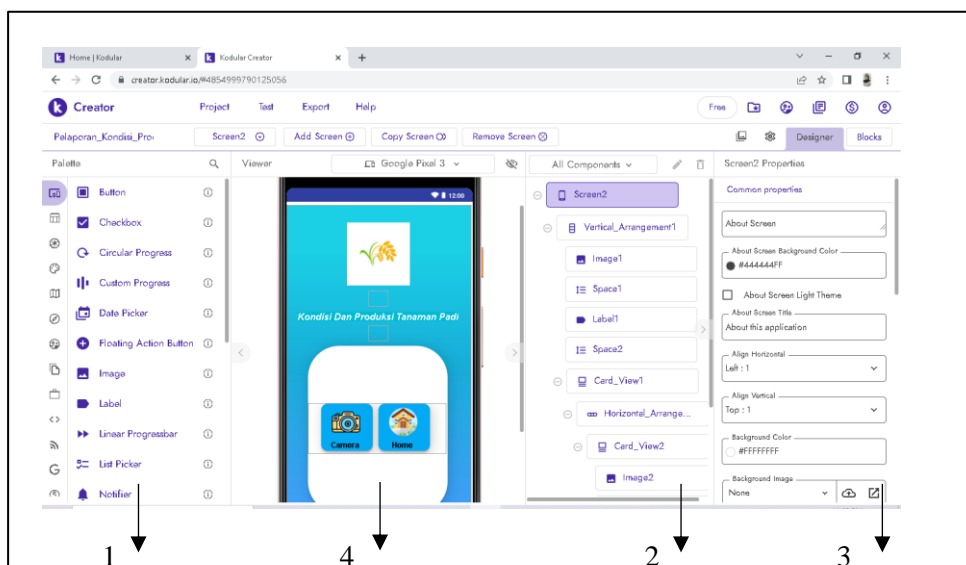 Home | Kodular
Kodular Creator
creator.kodular.io/#4854999790125056
Creator
Project Test Export Help
Free
Pelaporan_Kondisi_Pro
Screen2 Add Screen Copy Screen Remove Screen
Designer Blocks
Palette
Viewer
Google Pixel 3
All Components
Screen2 Properties
Button
Checkbox
Circular Progress
Custom Progress
Date Picker
Floating Action Button
Image
Label
Linear Progressbar
List Picker
Notifier
12:00
Kondisi Dan Produksi Tanaman Padi
Camera Home
Screen2
Vertical_Arrangement1
Image1
Space1
Label1
Space2
Card_View1
Horizontal_Arrange...
Card_View2
Image2
Common properties
About Screen
About Screen Background Color
#444444FF
About Screen Light Theme
About Screen Title
About this application
Align Horizontal
Left : 1
Align Vertical
Top : 1
Background Color
#FFFFFFFF
Background Image
None
1 4 2 3